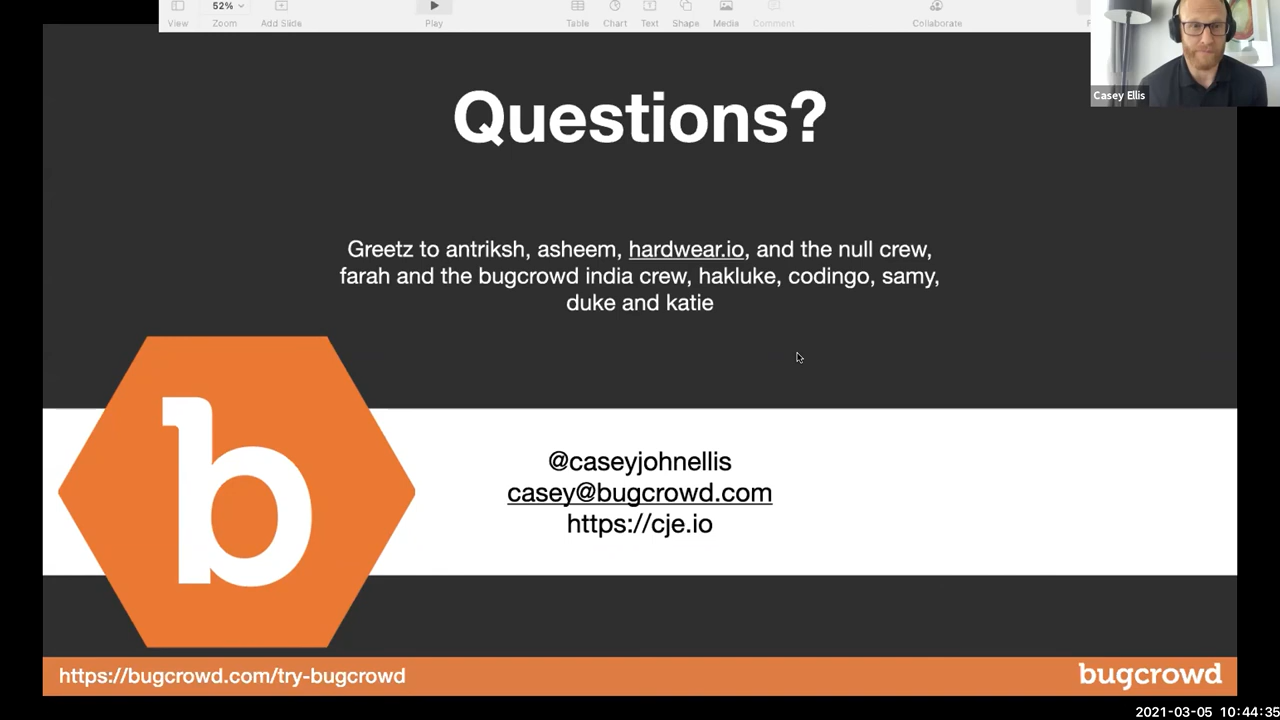 52%
View
Zoom
Add Slide
Play
Table
Chart
Text
Shape
Media
Comment
Collaborate
Casey Ellis
Questions?
Greetz to antriksh, asheem, hardwear.io, and the null crew,
farah and the bugcrowd india crew, hakluke, codingo, samy,
duke and katie
b
@caseyjohnellis
casey@bugcrowd.com
https://cje.io
https://bugcrowd.com/try-bugcrowd
bugcrowd
2021-03-05 10:44:35